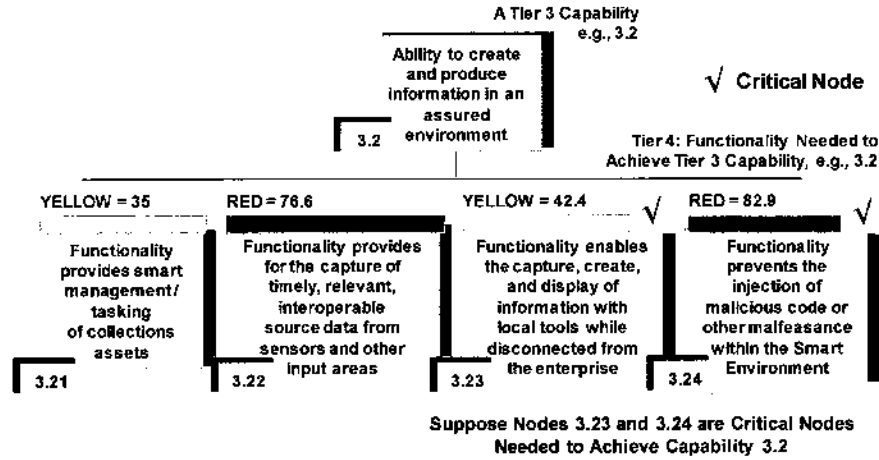 A Tier 3 Capability
e.g., 3.2
Ability to create
and produce
information in an
assured
environment
3.2
√ Critical Node
Tier 4: Functionality Needed to
Achieve Tier 3 Capability, e.g., 3.2
YELLOW = 35
RED = 76.6
YELLOW = 42.4
√
RED = 82.9
√
Functionality
provides smart
management/
tasking
of collections
assets
3.21
Functionality provides
for the capture of
timely, relevant,
interoperable
source data from
sensors and other
input areas
3.22
Functionality enables
the capture, create,
and display of
information with
local tools while
disconnected from
the enterprise
3.23
Functionality
prevents the
injection of
malicious code or
other malfeasance
within the Smart
Environment
3.24
Suppose Nodes 3.23 and 3.24 are Critical Nodes
Needed to Achieve Capability 3.2